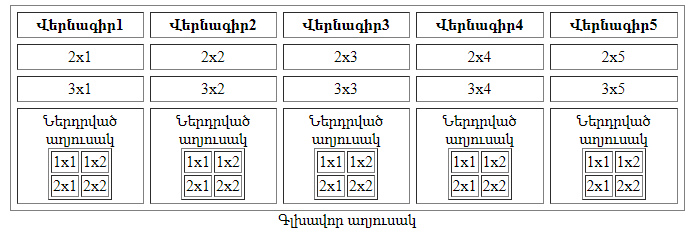 Վերնագիր1 Վերնագիր2 Վերնագիր3 Վերնագիր4 Վերնագիր5
2x1 2x2 2x3 2x4 2x5
3x1 3x2 3x3 3x4 3x5
Ներդրված Ներդրված Ներդրված Ներդրված Ներդրված
աղյուսակ աղյուսակ աղյուսակ աղյուսակ աղյուսակ
1x1 1x2 1x1 1x2 1x1 1x2 1x1 1x2 1x1 1x2
2x1 2x2 2x1 2x2 2x1 2x2 2x1 2x2 2x1 2x2
Գլխավոր աղյուսակ